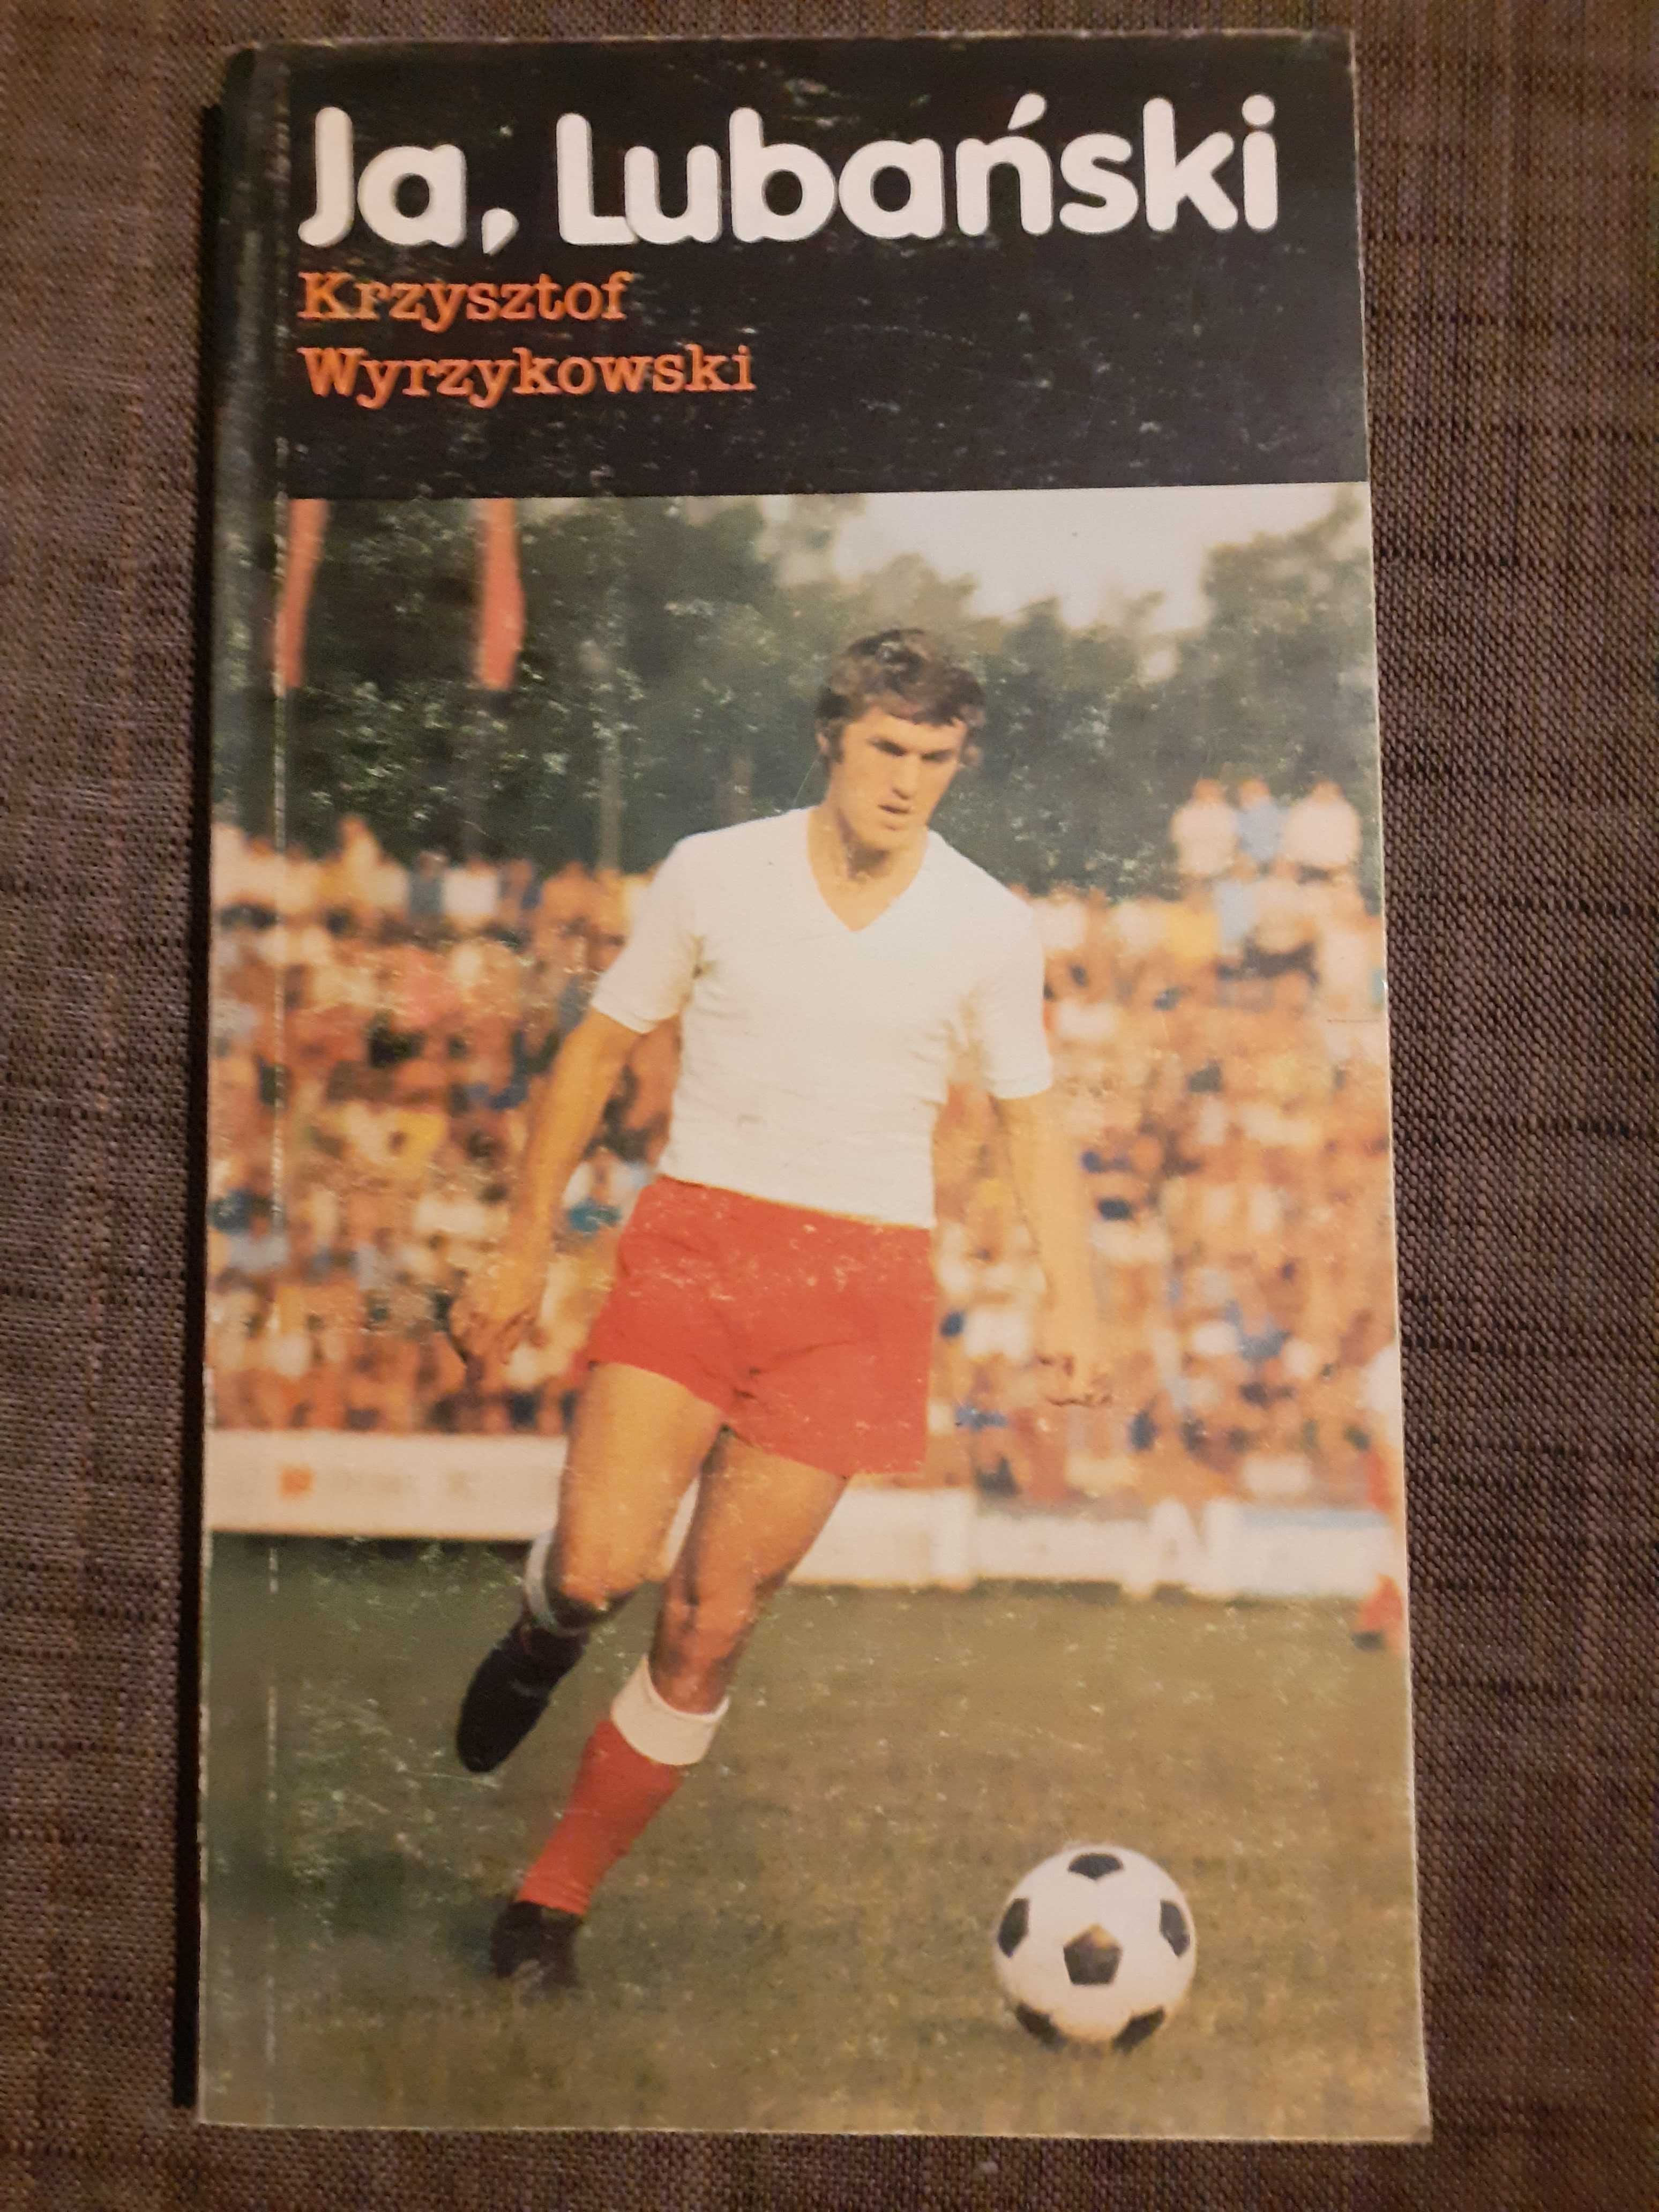 Ja, Lubański
Krzysztof
Wyrzykowski